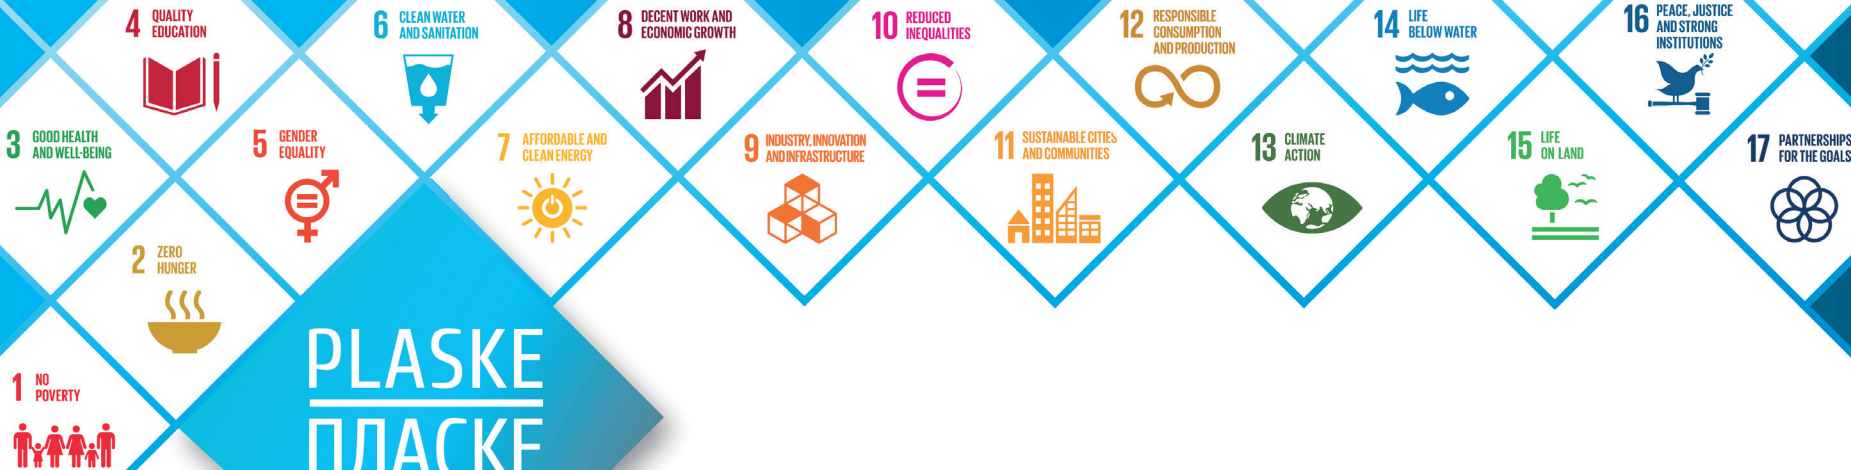 1 NO
POVERTY
2 ZERO
HUNGER
3 GOOD HEALTH
AND WELL-BEING
4 QUALITY
EDUCATION
5 GENDER
EQUALITY
6 CLEAN WATER
AND SANITATION
7 AFFORDABLE AND
CLEAN ENERGY
8 DECENT WORK AND
ECONOMIC GROWTH
9 INDUSTRY, INNOVATION
AND INFRASTRUCTURE
10 REDUCED
INEQUALITIES
11 SUSTAINABLE CITIES
AND COMMUNITIES
12 RESPONSIBLE
CONSUMPTION
AND PRODUCTION
13 CLIMATE
ACTION
14 LIFE
BELOW WATER
15 LIFE
ON LAND
16 PEACE, JUSTICE
AND STRONG
INSTITUTIONS
17 PARTNERSHIPS
FOR THE GOALS
PLASKE
ПЛАСКЕ